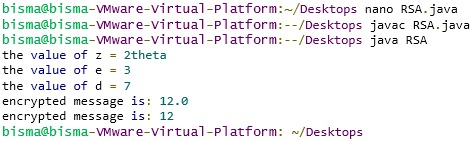 bisma@bisma-VMware-Virtual-Platform:~/Desktops nano RSA.java
bisma@bisma-VMware-Virtual-Platform:--/Desktops javac RSA.java
bisma@bisma-VMware-Virtual-Platform:--/Desktops java RSA
the value of z = 2theta
the value of e = 3
the value of d = 7
encrypted message is: 12.0
encrypted message is: 12
bisma@bisma-VMware-Virtual-Platform: ~/Desktops